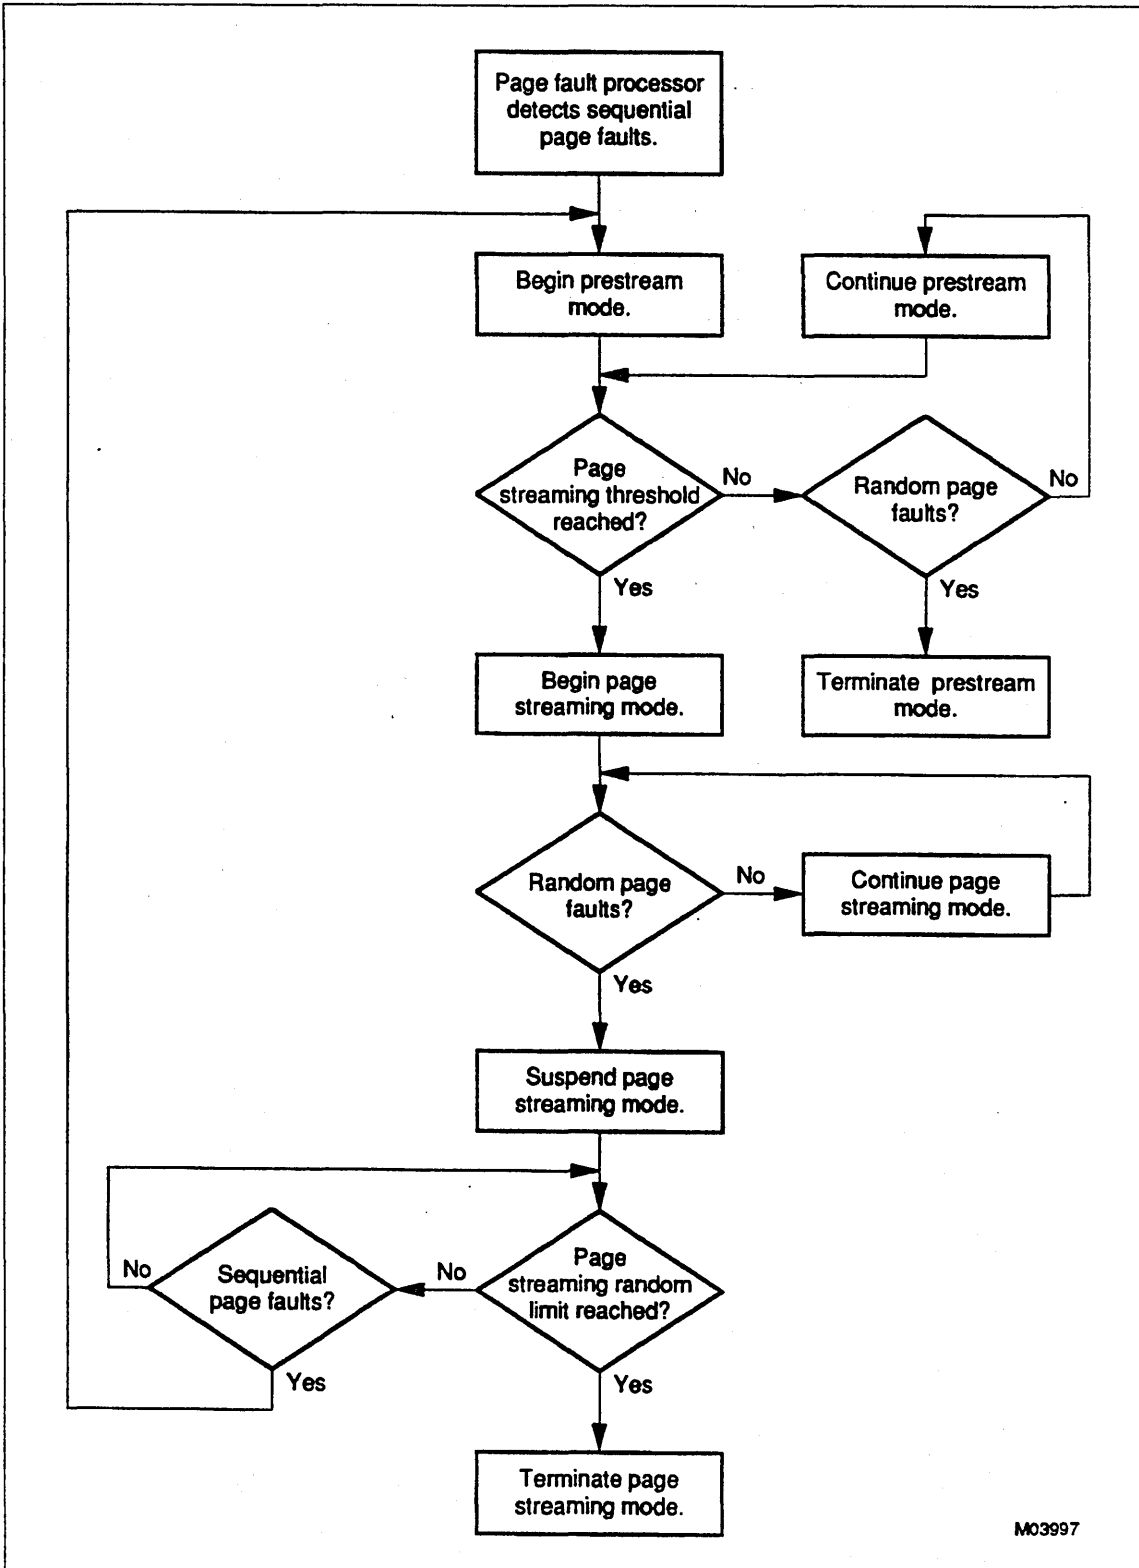 Page fault processor
detects sequential
page faults.
Begin prestream
mode.
Continue prestream
mode.
Page
streaming threshold
reached?
No
Random page
faults?
No
Yes
Yes
Begin page
streaming mode.
Terminate prestream
mode.
Random page
faults?
No
Continue page
streaming mode.
Yes
Suspend page
streaming mode.
No
Sequential
page faults?
No
Page
streaming random
limit reached?
Yes
Yes
Terminate page
streaming mode.
M03997